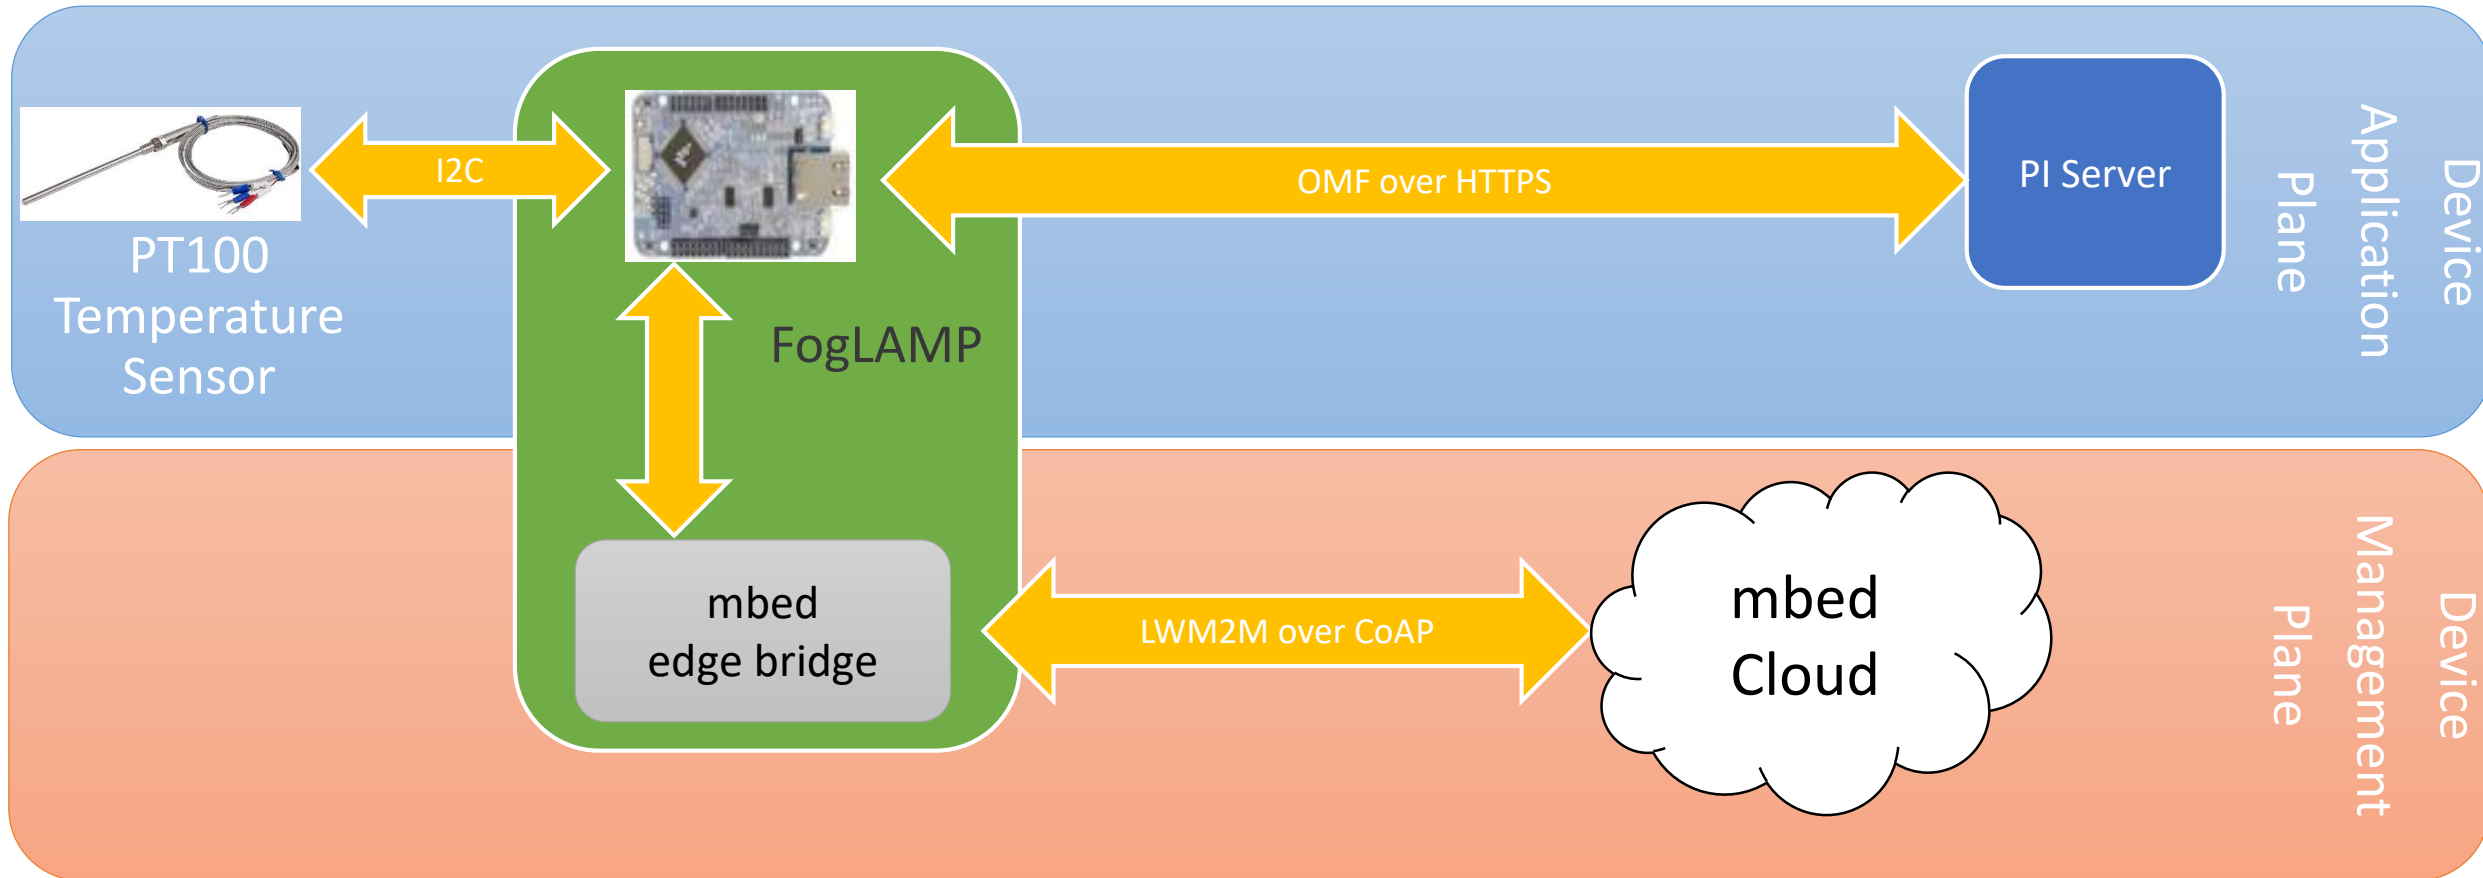 I2C
OMF over HTTPS
PI Server
PT100
Temperature
Sensor
FogLAMP
Device
Application
Plane
mbed
edge bridge
LWM2M over CoAP
mbed
Cloud
Device
Management
Plane